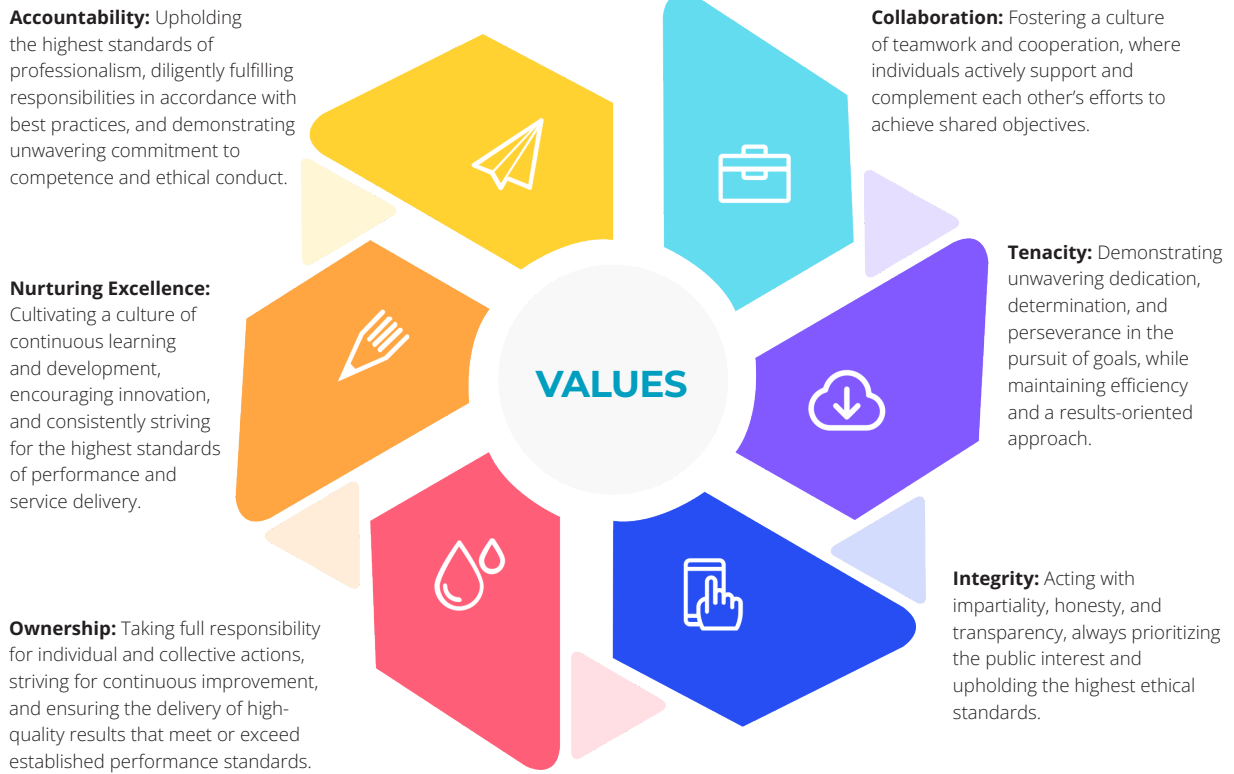 Accountability: Upholding
the highest standards of
professionalism, diligently fulfilling
responsibilities in accordance with
best practices, and demonstrating
unwavering commitment to
competence and ethical conduct.
Collaboration: Fostering a culture
of teamwork and cooperation, where
individuals actively support and
complement each other’s efforts to
achieve shared objectives.
Nurturing Excellence:
Cultivating a culture of
continuous learning
and development,
encouraging innovation,
and consistently striving
for the highest standards
of performance and
service delivery.
VALUES
Tenacity: Demonstrating
unwavering dedication,
determination, and
perseverance in the
pursuit of goals, while
maintaining efficiency
and a results-oriented
approach.
Ownership: Taking full responsibility
for individual and collective actions,
striving for continuous improvement,
and ensuring the delivery of high-
quality results that meet or exceed
established performance standards.
Integrity: Acting with
impartiality, honesty, and
transparency, always prioritizing
the public interest and
upholding the highest ethical
standards.